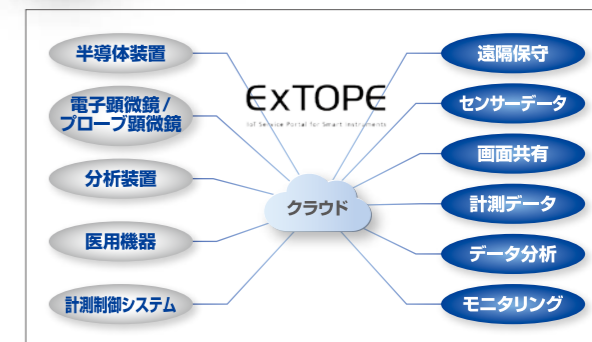 半導体装置
電子顕微鏡/
プローブ顕微鏡
分析装置
医用機器
計測制御システム
ExTOPE
IoT Service Portal for Smart instruments
クラウド
遠隔保守
センサーデータ
画面共有
計測データ
データ分析
モニタリング